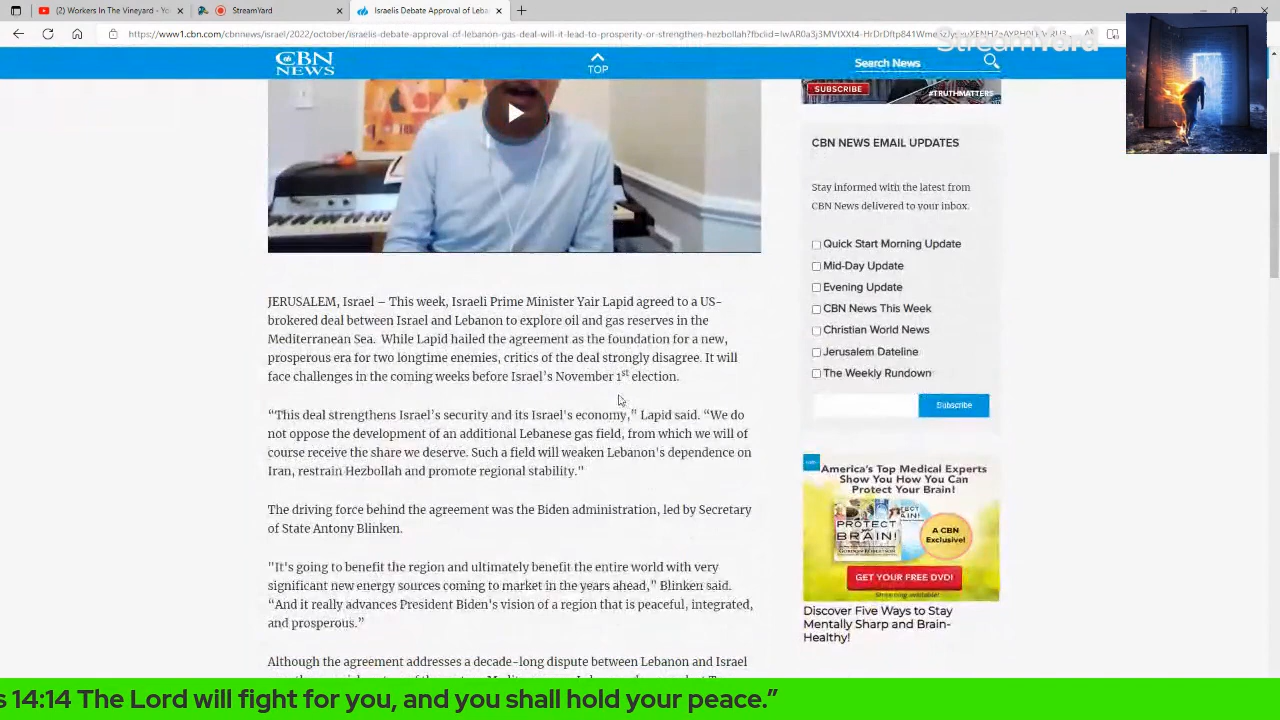 (2) Workers In The Vineyard - Yo
StreamYard
Israelis Debate Approval of Leba
https://www1.cbn.com/cbnnews/israel/2022/october/israelis-debate-approval-of-lebanon-gas-deal-will-it-lead-to-prosperity-or-strengthen-hezbollah?fbclid=
StreamYard
CBN
NEWS
TOP
Search News
SUBSCRIBE
#TRUTHMATTERS
CBN NEWS EMAIL UPDATES
Stay informed with the latest from
CBN News delivered to your inbox.
Quick Start Morning Update
Mid-Day Update
Evening Update
CBN News This Week
Christian World News
Jerusalem Dateline
The Weekly Rundown
Subscribe
JERUSALEM, Israel – This week, Israeli Prime Minister Yair Lapid agreed to a US-
brokered deal between Israel and Lebanon to explore oil and gas reserves in the
Mediterranean Sea.  While Lapid hailed the agreement as the foundation for a new,
prosperous era for two longtime enemies, critics of the deal strongly disagree. It will
face challenges in the coming weeks before Israel's November 1st election.
“This deal strengthens Israel's security and its Israel's economy,” Lapid said. “We do
not oppose the development of an additional Lebanese gas field, from which we will of
course receive the share we deserve. Such a field will weaken Lebanon's dependence on
Iran, restrain Hezbollah and promote regional stability.”
The driving force behind the agreement was the Biden administration, led by Secretary
of State Antony Blinken.
"It's going to benefit the region and ultimately benefit the entire world with very
significant new energy sources coming to market in the years ahead,” Blinken said.
“And it really advances President Biden's vision of a region that is peaceful, integrated,
and prosperous.”
Although the agreement addresses a decade-long dispute between Lebanon and Israel
America's Top Medical Experts
Show You How You Can
Protect Your Brain!
PROTECT
BRAIN!
A CBN
Exclusive!
GET YOUR FREE DVD!
Streaming available!
Discover Five Ways to Stay
Mentally Sharp and Brain-
Healthy!
s 14:14 The Lord will fight for you, and you shall hold your peace.”